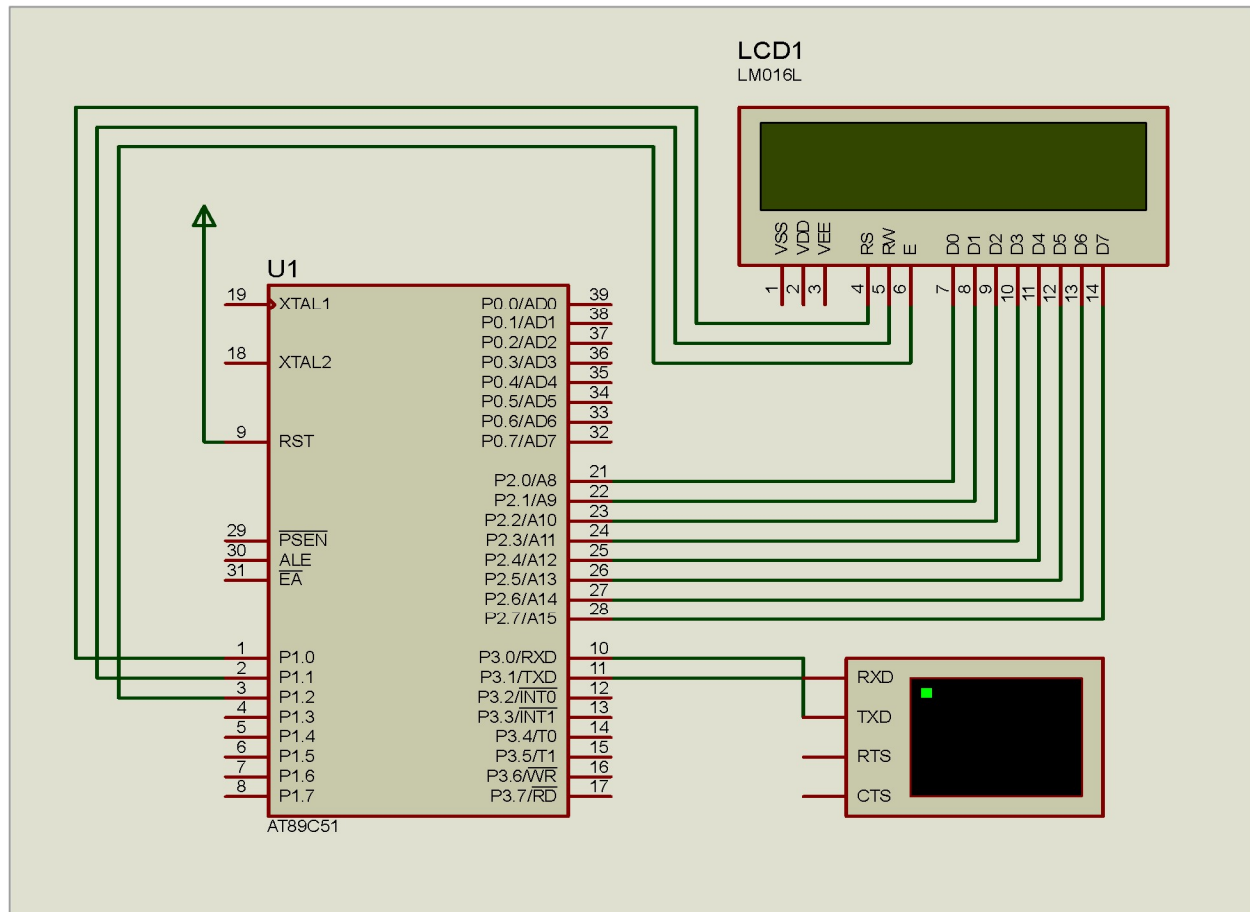 LCD1
LM016L
VSS
VDD
VEE
RS
RW
E
D0
D1
D2
D3
D4
D5
D6
D7
1
2
3
4
5
6
7
8
9
10
11
12
13
14
U1
19 XTAL1 P0.0/AD0 39
P0.1/AD1 38
P0.2/AD2 37
18 XTAL2 P0.3/AD3 36
P0.4/AD4 35
P0.5/AD5 34
P0.6/AD6 33
9 RST P0.7/AD7 32
P2.0/A8 21
P2.1/A9 22
P2.2/A10 23
29 PSEN P2.3/A11 24
30 ALE P2.4/A12 25
31 EA P2.5/A13 26
P2.6/A14 27
P2.7/A15 28
1 P1.0 P3.0/RXD 10
2 P1.1 P3.1/TXD 11 RXD
3 P1.2 P3.2/INT0 12
4 P1.3 P3.3/INT1 13 TXD
5 P1.4 P3.4/T0 14
6 P1.5 P3.5/T1 15 RTS
7 P1.6 P3.6/WR 16
8 P1.7 P3.7/RD 17 CTS
AT89C51